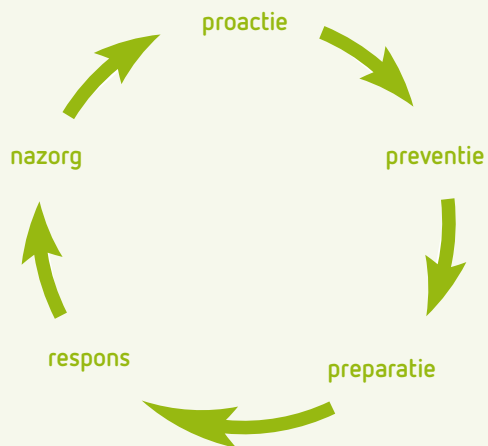 proactie
preventie
preparatie
respons
nazorg